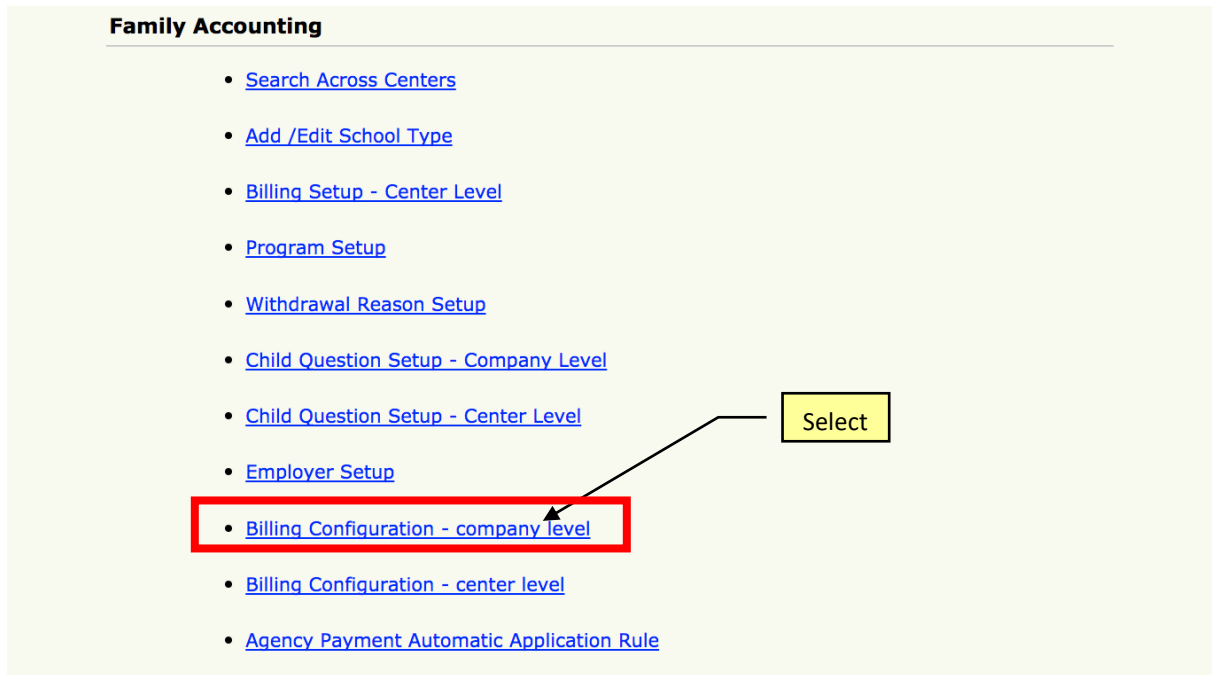 Family Accounting
• Search Across Centers
• Add /Edit School Type
• Billing Setup - Center Level
• Program Setup
• Withdrawal Reason Setup
• Child Question Setup - Company Level
• Child Question Setup - Center Level
Select
• Employer Setup
• Billing Configuration - company level
• Billing Configuration - center level
• Agency Payment Automatic Application Rule